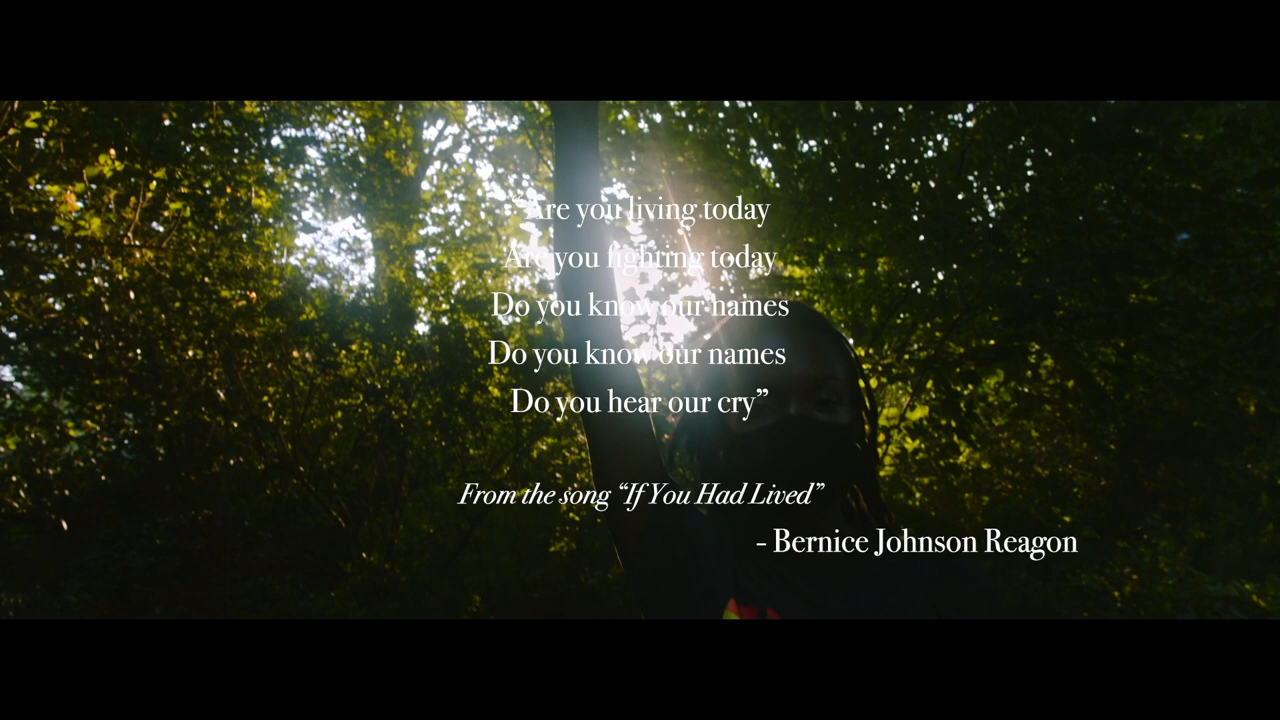 “Are you living today
Are you fighting today
Do you know our names
Do you know our names
Do you hear our cry”
From the song “If You Had Lived”
- Bernice Johnson Reagon